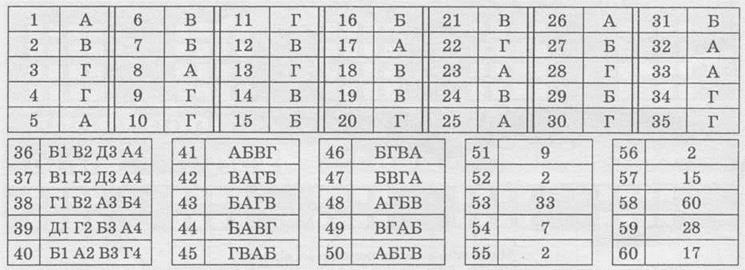 1 А 6 В 11 Г 16 Б 21 В 26 А 31 Б
2 В 7 Б 12 В 17 А 22 Г 27 Б 32 А
3 Г 8 А 13 Г 18 В 23 А 28 Г 33 А
4 Г 9 Г 14 В 19 В 24 В 29 Б 34 Г
5 А 10 Г 15 Б 20 Г 25 А 30 Г 35 Г
36 Б1 В2 Д3 А4 41 АБВГ 46 БГВА 51 9 56 2
37 В1 Г2 Д3 А4 42 ВАГБ 47 БВГА 52 2 57 15
38 Г1 В2 А3 Б4 43 БАГВ 48 АГБВ 53 33 58 60
39 Д1 Г2 Б3 А4 44 БАВГ 49 ВГАБ 54 7 59 28
40 Б1 А2 В3 Г4 45 ГВАБ 50 АБГВ 55 2 60 17